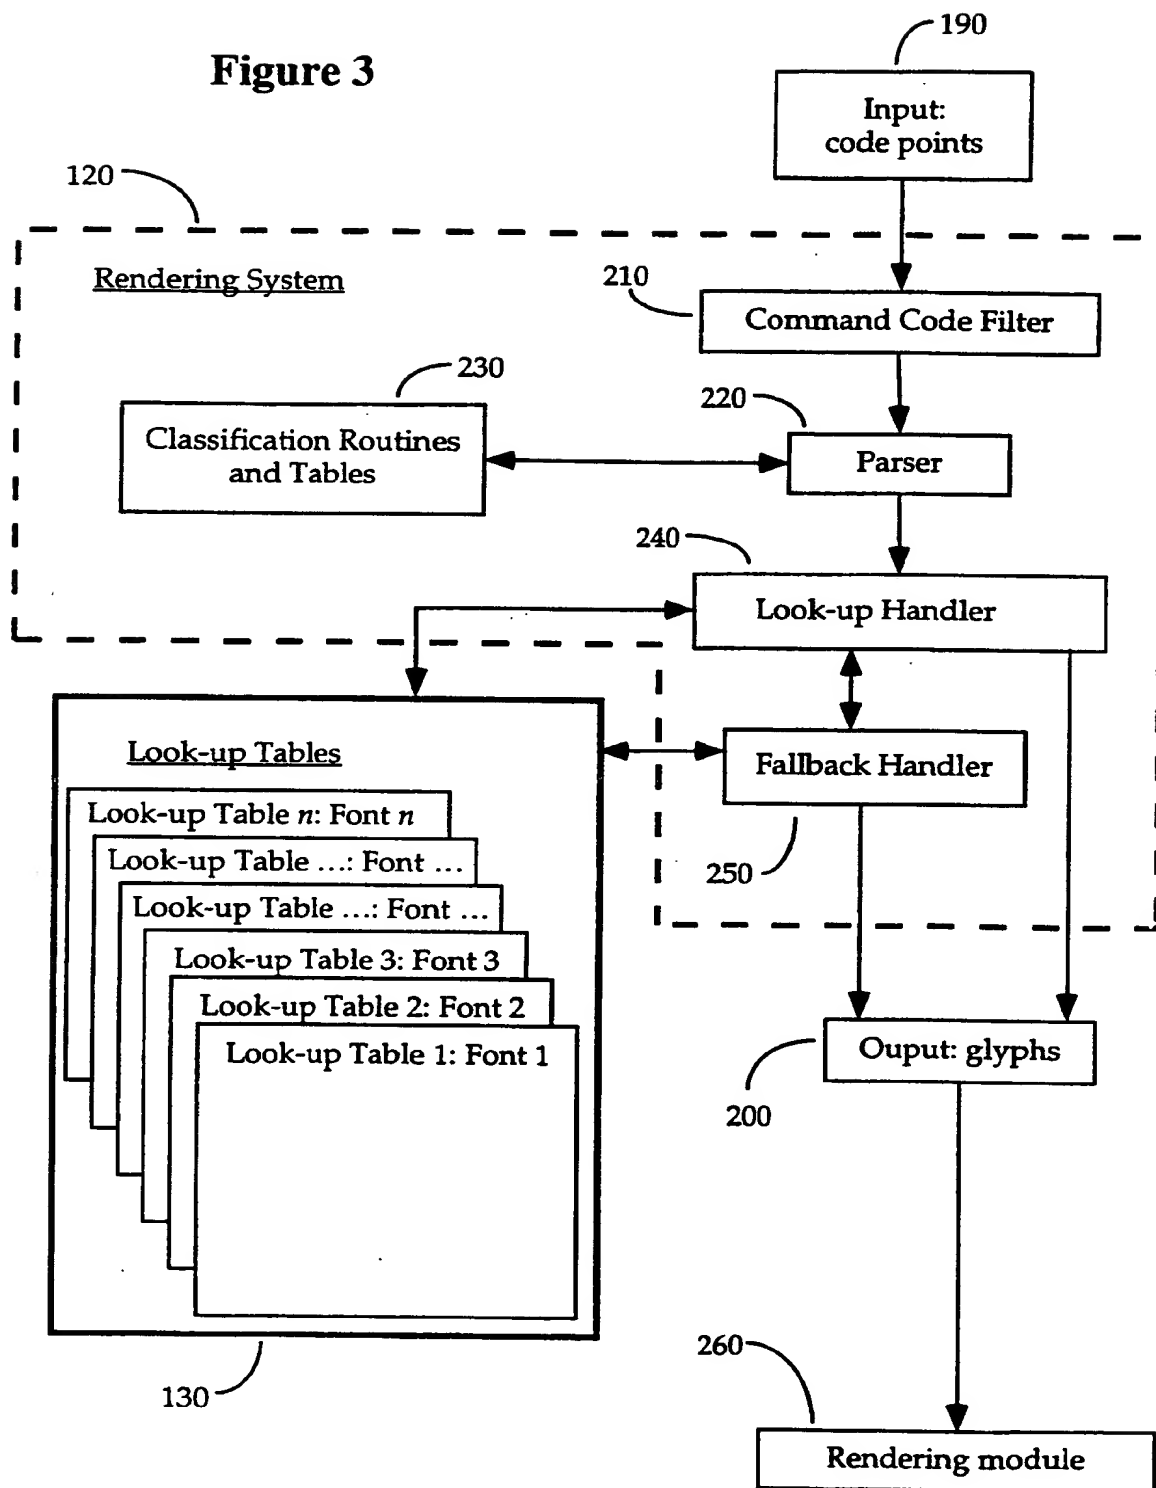 190
Figure 3
Input:
code points
120
Rendering System
210
Command Code Filter
230
220
Classification Routines
and Tables
Parser
240
Look-up Handler
Look-up Tables
Fallback Handler
Look-up Table n: Font n
Look-up Table ...: Font ...
250
Look-up Table ...: Font ...
Look-up Table 3: Font 3
Look-up Table 2: Font 2
Look-up Table 1: Font 1
Ouput: glyphs
200
260
130
Rendering module